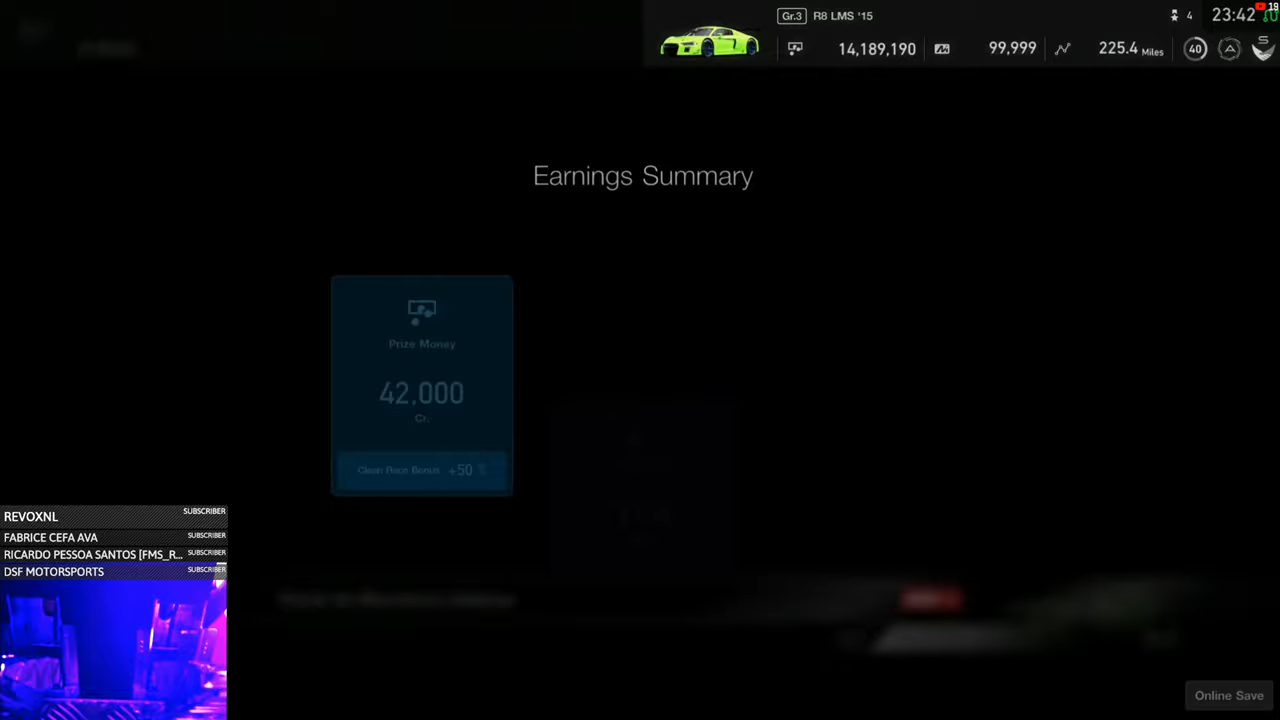 Gr.3 R8 LMS '15 4 23:42 19
14,189,190 99,999 225.4 Miles 40 A S
Earnings Summary
Prize Money
42,000
Cr.
Clean Race Bonus +50 %
REVOXNL SUBSCRIBER
FABRICE CEFA AVA SUBSCRIBER
RICARDO PESSOA SANTOS [FMS_R... SUBSCRIBER
DSF MOTORSPORTS SUBSCRIBER
Online Save